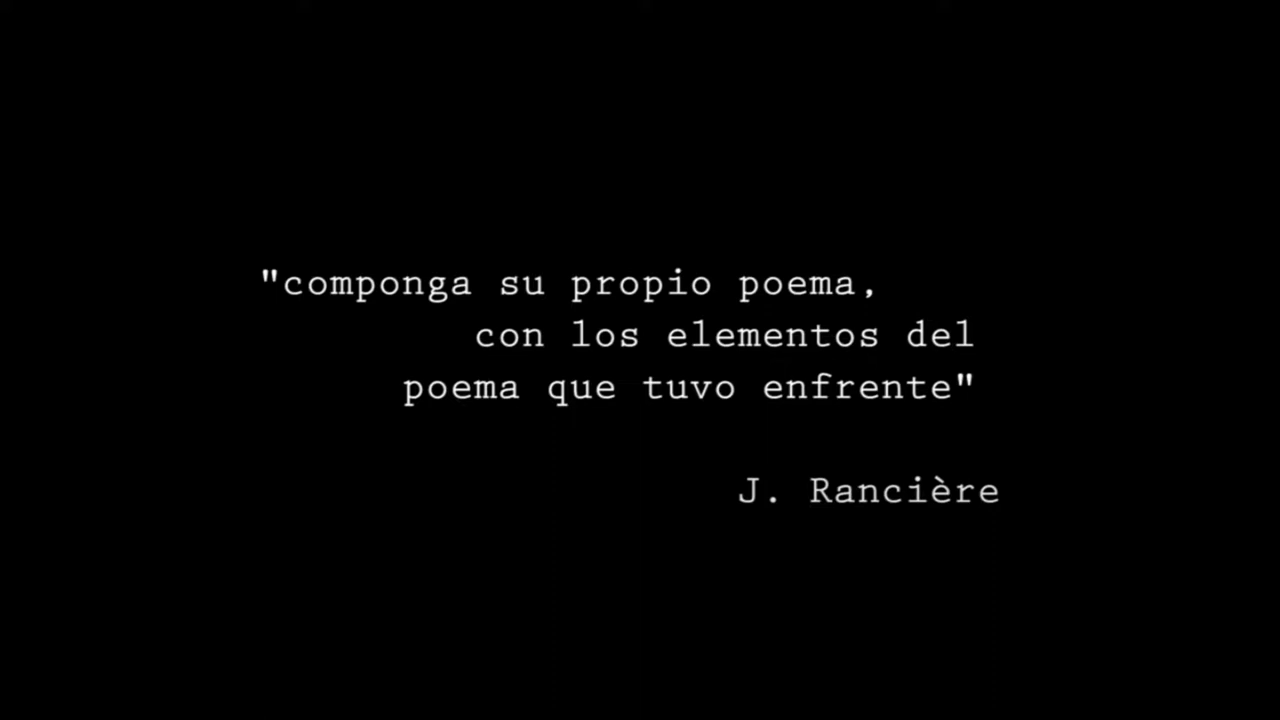 "componga su propio poema,
con los elementos del
poema que tuvo enfrente"
J. Rancière